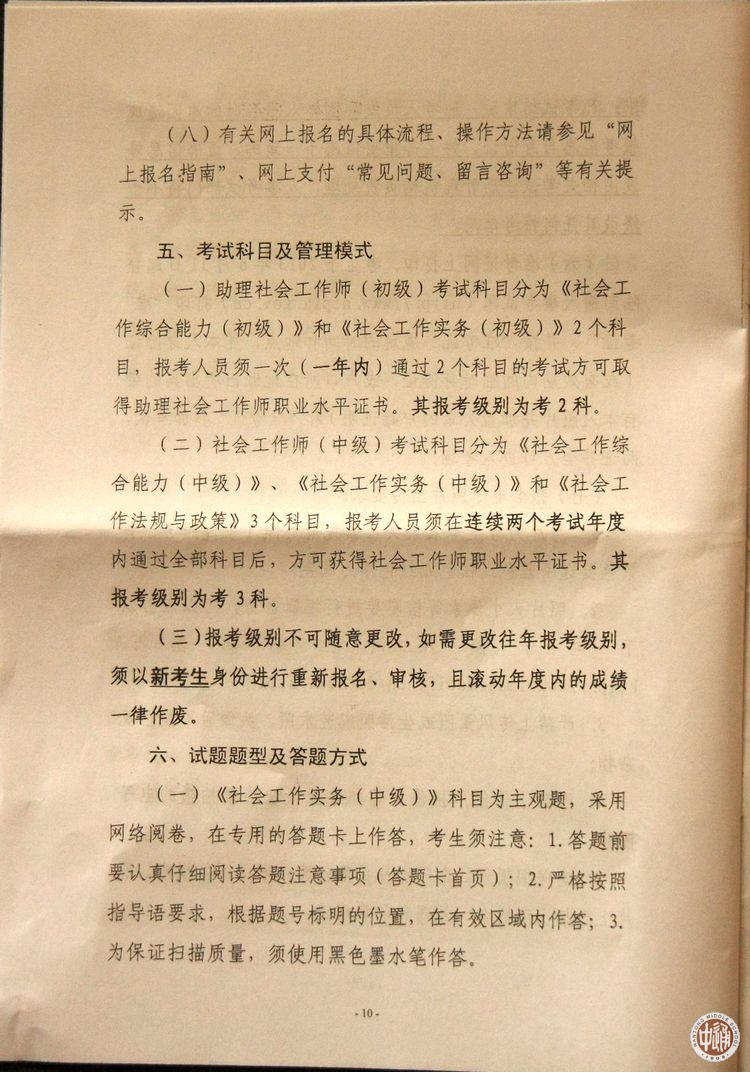 （八）有关网上报名的具体流程、操作方法请参见“网
上报名指南”、网上支付“常见问题、留言咨询”等有关提
示。
五、考试科目及管理模式
（一）助理社会工作师（初级）考试科目分为《社会工
作综合能力（初级）》和《社会工作实务（初级）》2个科
目，报考人员须一次（一年内）通过2个科目的考试方可取
得助理社会工作师职业水平证书。其报考级别为考2科。
（二）社会工作师（中级）考试科目分为《社会工作综
合能力（中级）》、《社会工作实务（中级）》和《社会工
作法规与政策》3个科目，报考人员须在连续两个考试年度
内通过全部科目后，方可获得社会工作师职业水平证书。其
报考级别为考3科。
（三）报考级别不可随意更改，如需更改往年报考级别，
须以新考生身份进行重新报名、审核，且滚动年度内的成绩
一律作废。
六、试题题型及答题方式
（一）《社会工作实务（中级）》科目为主观题，采用
网络阅卷，在专用的答题卡上作答，考生须注意：1.答题前
要认真仔细阅读答题注意事项（答题卡首页）；2.严格按照
指导语要求，根据题号标明的位置，在有效区域内作答；3.
为保证扫描质量，须使用黑色墨水笔作答。
- 10 -